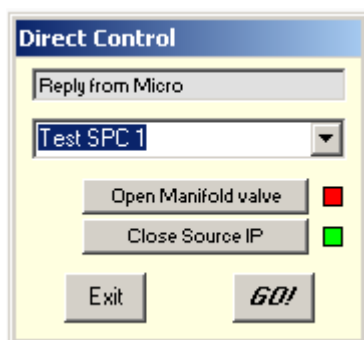 Direct Control
Reply from Micro
Test SPC 1
Open Manifold valve
Close Source IP
Exit
GO!